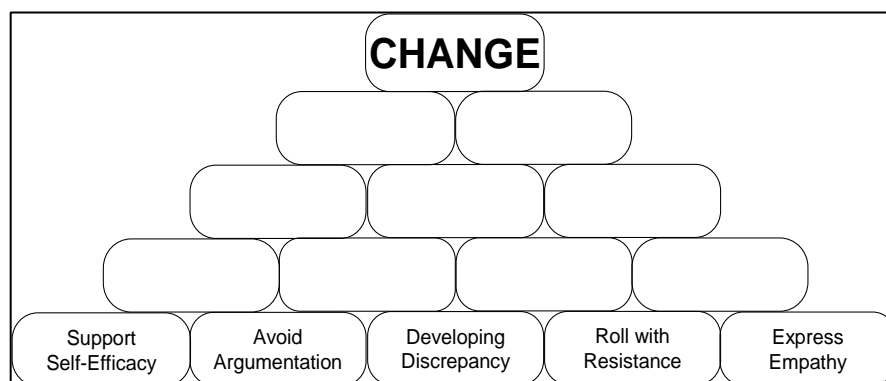 CHANGE
Support
Self-Efficacy
Avoid
Argumentation
Developing
Discrepancy
Roll with
Resistance
Express
Empathy